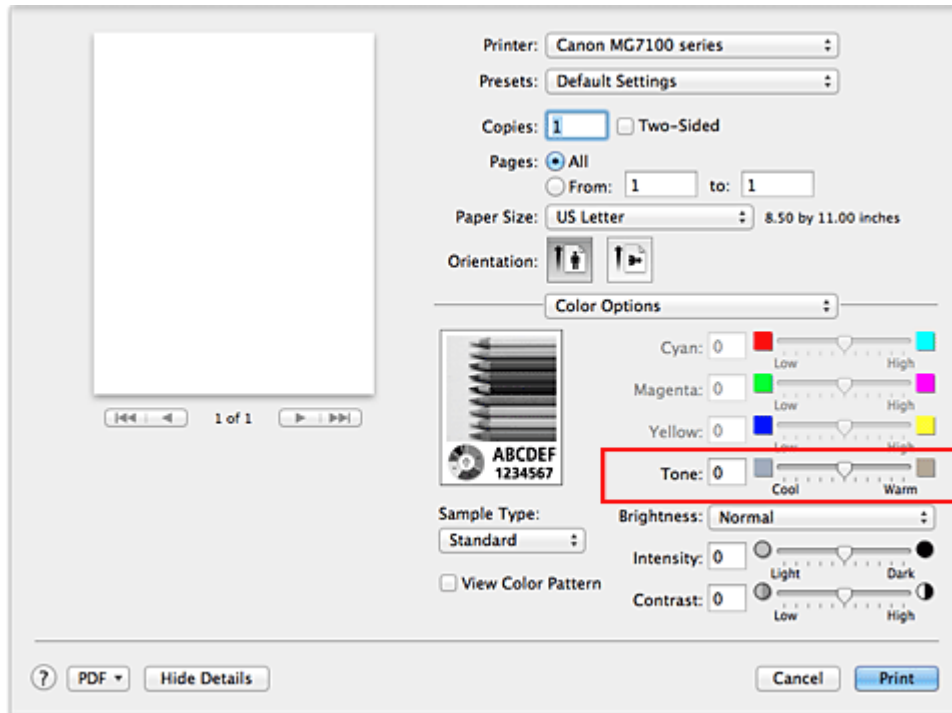 Printer: Canon MG7100 series
Presets: Default Settings
Copies: 1 Two-Sided
Pages: All
From: 1 to: 1
Paper Size: US Letter 8.50 by 11.00 inches
Orientation:
Color Options
1 of 1
ABCDEF
1234567
Sample Type:
Standard
View Color Pattern
Cyan: 0
Low High
Magenta: 0
Low High
Yellow: 0
Low High
Tone: 0
Cool Warm
Brightness: Normal
Intensity: 0
Light Dark
Contrast: 0
Low High
? PDF Hide Details Cancel Print